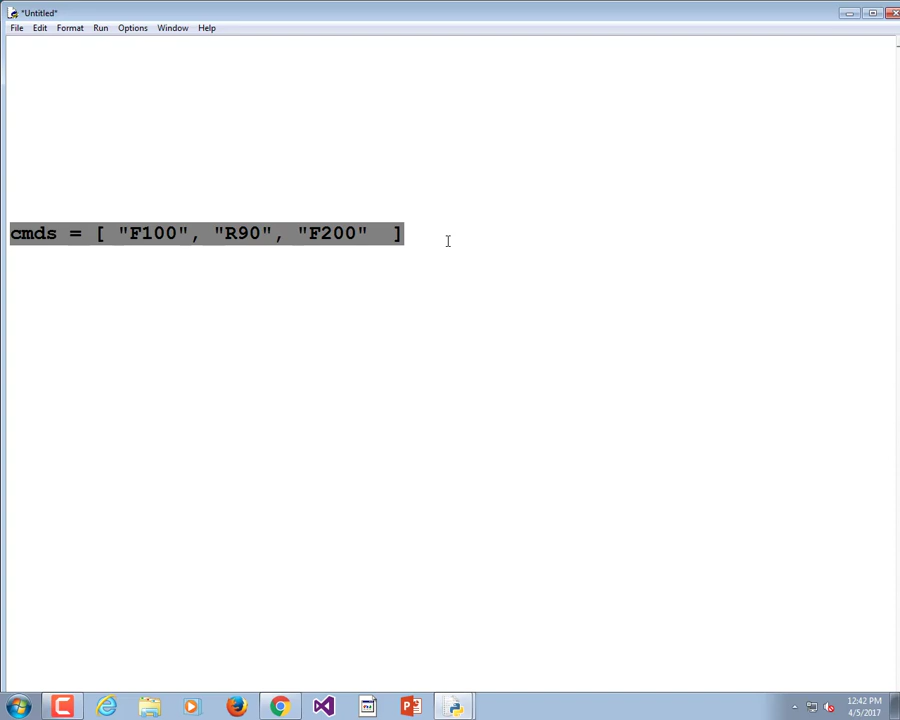 *Untitled*
File Edit Format Run Options Window Help
cmds = [ "F100", "R90", "F200"  ]
12:42 PM
4/5/2017